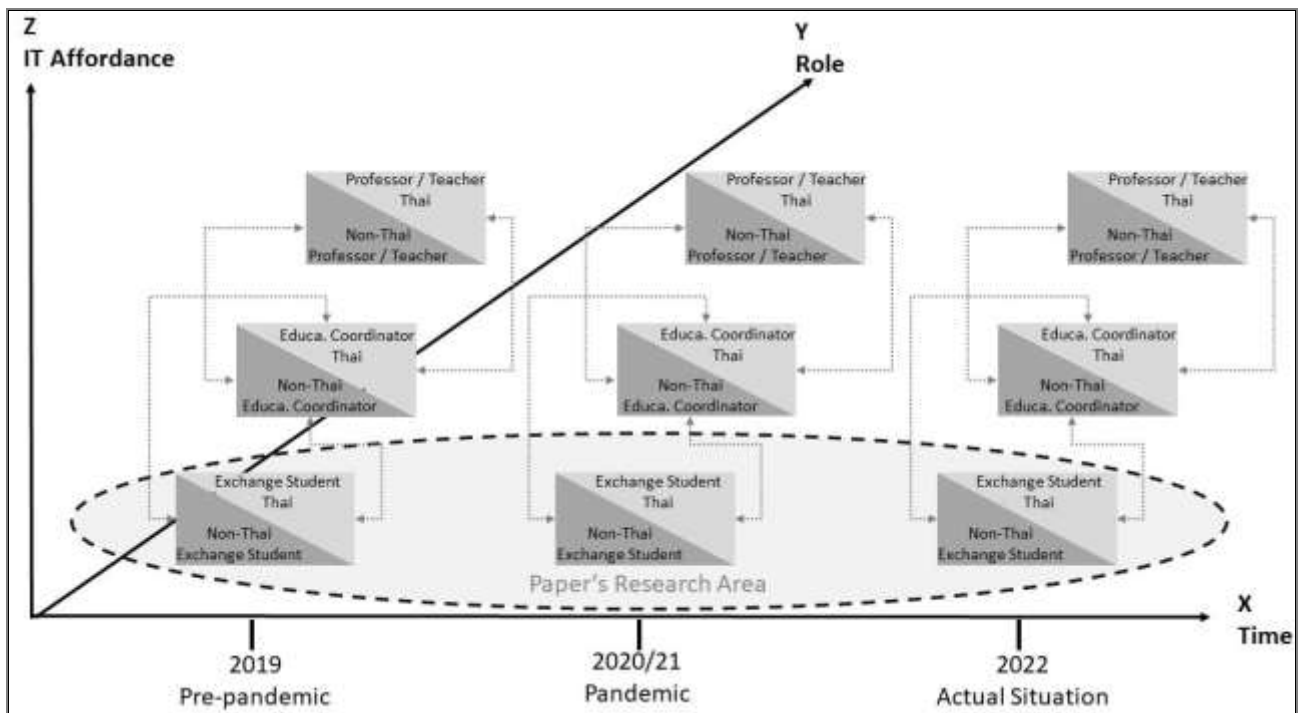 Z
IT Affordance
Y
Role
Professor / Teacher
Thai
Non-Thai
Professor / Teacher
Professor / Teacher
Thai
Non-Thai
Professor / Teacher
Professor / Teacher
Thai
Non-Thai
Professor / Teacher
Educa. Coordinator
Thai
Non-Thai
Educa. Coordinator
Educa. Coordinator
Thai
Non-Thai
Educa. Coordinator
Educa. Coordinator
Thai
Non-Thai
Educa. Coordinator
Exchange Student
Thai
Non-Thai
Exchange Student
Exchange Student
Thai
Non-Thai
Exchange Student
Exchange Student
Thai
Non-Thai
Exchange Student
Paper's Research Area
X
Time
2019
Pre-pandemic
2020/21
Pandemic
2022
Actual Situation